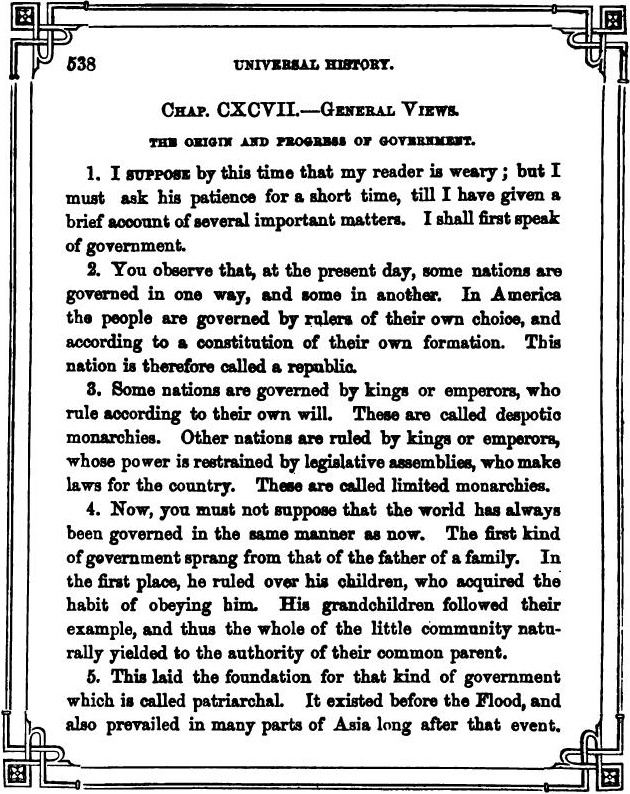 538 UNIVERSAL HISTORY.
CHAP. CXCVII.—GENERAL VIEWS.
THE ORIGIN AND PROGRESS OF GOVERNMENT.
1. I SUPPOSE by this time that my reader is weary; but I
must ask his patience for a short time, till I have given a
brief account of several important matters. I shall first speak
of government.
2. You observe that, at the present day, some nations are
governed in one way, and some in another. In America
the people are governed by rulers of their own choice, and
according to a constitution of their own formation. This
nation is therefore called a republic.
3. Some nations are governed by kings or emperors, who
rule according to their own will. These are called despotic
monarchies. Other nations are ruled by kings or emperors,
whose power is restrained by legislative assemblies, who make
laws for the country. These are called limited monarchies.
4. Now, you must not suppose that the world has always
been governed in the same manner as now. The first kind
of government sprang from that of the father of a family. In
the first place, he ruled over his children, who acquired the
habit of obeying him. His grandchildren followed their
example, and thus the whole of the little community natu-
rally yielded to the authority of their common parent.
5. This laid the foundation for that kind of government
which is called patriarchal. It existed before the Flood, and
also prevailed in many parts of Asia long after that event.